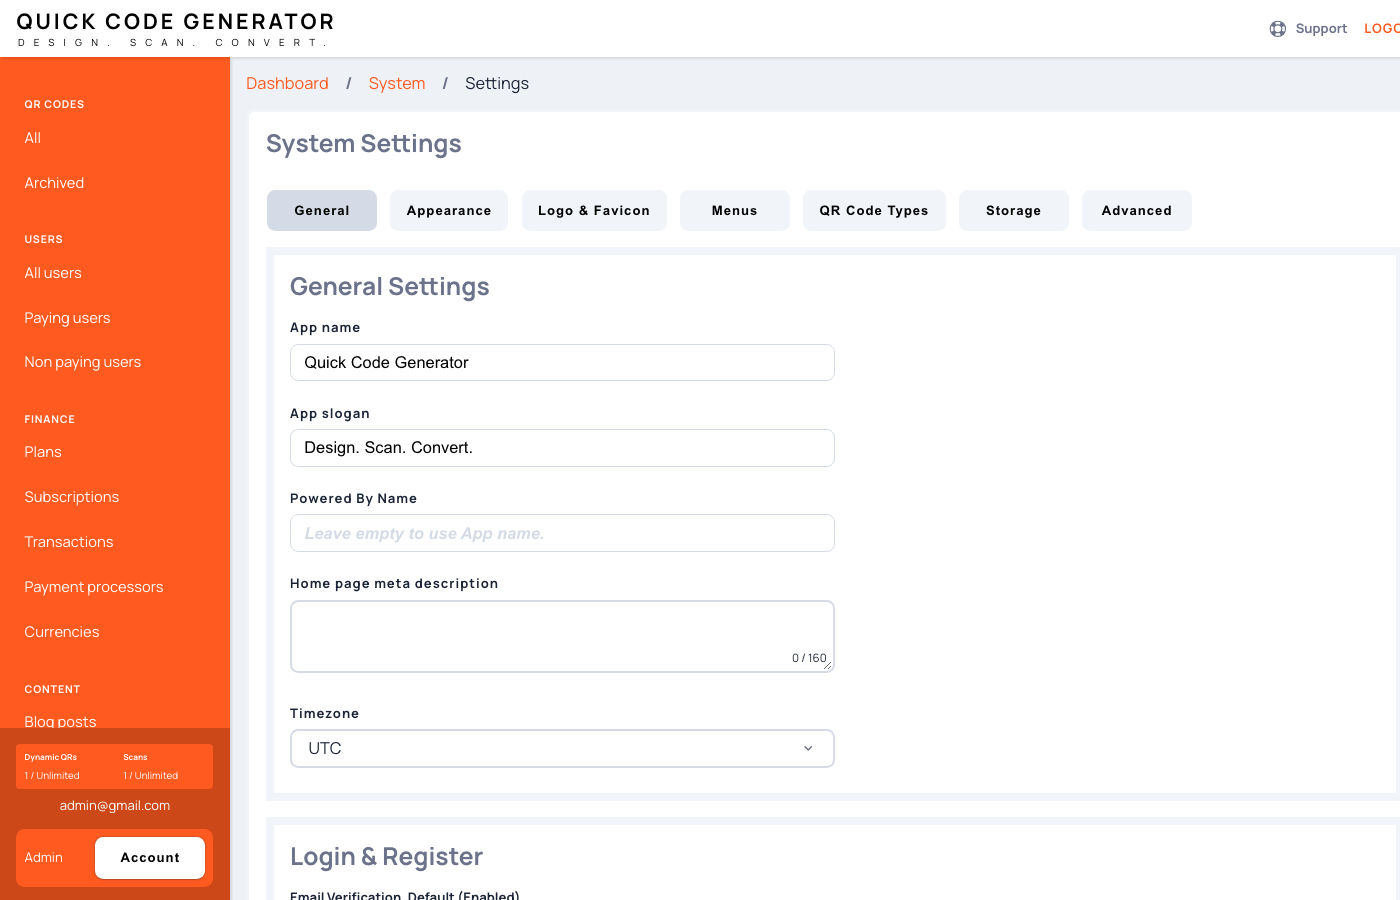 QUICK CODE GENERATOR
DESIGN. SCAN. CONVERT.
Support
Dashboard / System / Settings
QR CODES
All
Archived
USERS
All users
Paying users
Non paying users
FINANCE
Plans
Subscriptions
Transactions
Payment processors
Currencies
CONTENT
Blog posts
Dynamic QRs Scans
1 / Unlimited 1 / Unlimited
admin@gmail.com
Admin Account
System Settings
General Appearance Logo & Favicon Menus QR Code Types Storage Advanced
General Settings
App name
Quick Code Generator
App slogan
Design. Scan. Convert.
Powered By Name
Leave empty to use App name.
Home page meta description
0 / 160
Timezone
UTC
Login & Register
Email Verification. Default (Enabled)